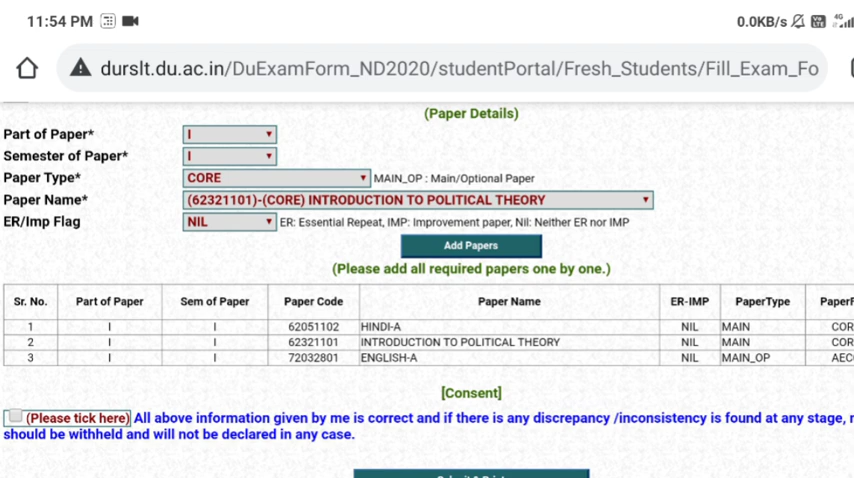 11:54 PM 0.0KB/s 4G
durslt.du.ac.in/DuExamForm_ND2020/studentPortal/Fresh_Students/Fill_Exam_Fo
(Paper Details)
Part of Paper* I
Semester of Paper* I
Paper Type* CORE MAIN_OP : Main/Optional Paper
Paper Name* (62321101)-(CORE) INTRODUCTION TO POLITICAL THEORY
ER/Imp Flag NIL ER: Essential Repeat, IMP: Improvement paper, Nil: Neither ER nor IMP
Add Papers
(Please add all required papers one by one.)
Sr. No. Part of Paper Sem of Paper Paper Code Paper Name ER-IMP PaperType
1 I I 62051102 HINDI-A NIL MAIN COR
2 I I 62321101 INTRODUCTION TO POLITICAL THEORY NIL MAIN COR
3 I I 72032801 ENGLISH-A NIL MAIN_OP AEC
[Consent]
(Please tick here) All above information given by me is correct and if there is any discrepancy /inconsistency is found at any stage,
should be withheld and will not be declared in any case.